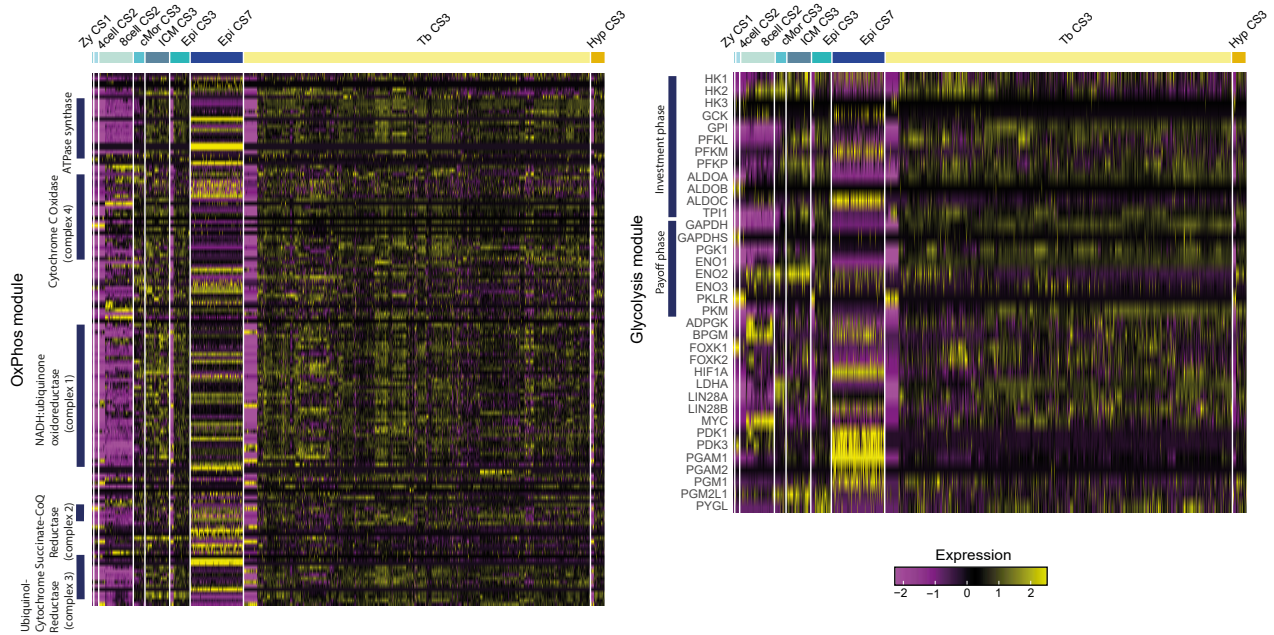 Zy CS1
4cell CS2
8cell CS2
cMor CS3
ICM CS3
Epi CS3
Epi CS7
Tb CS3
Hyp CS3
OxPhos module
ATPase synthase
Cytochrome C Oxidase
(complex 4)
NADH:ubiquinone
oxidoreductase
(complex 1)
Succinate-CoQ
Reductase
(complex 2)
Ubiquinol-
Cytochrome
Reductase
(complex 3)
Zy CS1
4cell CS2
8cell CS2
cMor CS3
ICM CS3
Epi CS3
Epi CS7
Tb CS3
Hyp CS3
Glycolysis module
Investment phase
Payoff phase
HK1
HK2
HK3
GCK
GPI
PFKL
PFKM
PFKP
ALDOA
ALDOB
ALDOC
TPI1
GAPDH
GAPDHS
PGK1
ENO1
ENO2
ENO3
PKLR
PKM
ADPGK
BPGM
FOXK1
FOXK2
HIF1A
LDHA
LIN28A
LIN28B
MYC
PDK1
PDK3
PGAM1
PGAM2
PGM1
PGM2L1
PYGL
Expression
−2 −1 0 1 2